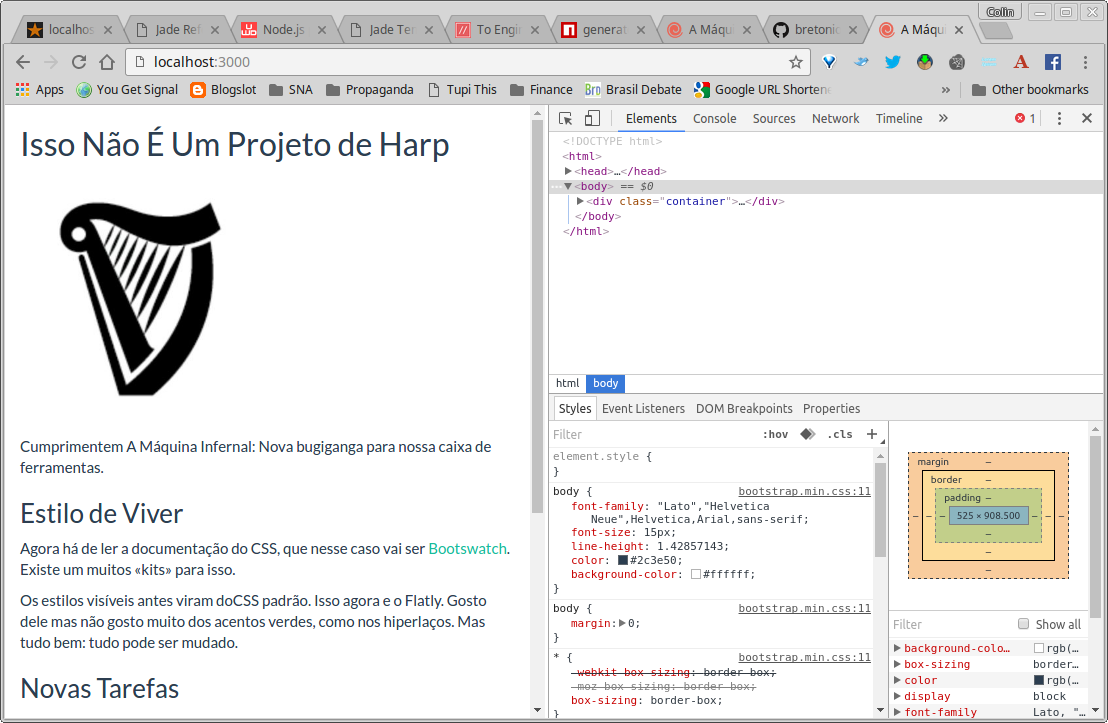 Colin
localhos
Jade Ref
Node.js
Jade Ter
To Engin
generat
A Máqu
bretonic
A Máqu
localhost:3000
Apps You Get Signal Blogslot SNA Propaganda Tupi This Finance Brasil Debate Google URL Shortene » Other bookmarks
Isso Não É Um Projeto de Harp
Cumprimentem A Máquina Infernal: Nova bugiganga para nossa caixa de
ferramentas.
Estilo de Viver
Agora há de ler a documentação do CSS, que nesse caso vai ser Bootswatch.
Existe um muitos «kits» para isso.
Os estilos visíveis antes viram doCSS padrão. Isso agora e o Flatly. Gosto
dele mas não gosto muito dos acentos verdes, como nos hiperlaços. Mas
tudo bem: tudo pode ser mudado.
Novas Tarefas
Elements Console Sources Network Timeline » 1
<!DOCTYPE html>
<html>
<head>…</head>
<body> == $0
<div class="container">…</div>
</body>
</html>
html body
Styles Event Listeners DOM Breakpoints Properties
Filter :hov .cls +
element.style {
}
body { bootstrap.min.css:11
font-family: "Lato","Helvetica
Neue",Helvetica,Arial,sans-serif;
font-size: 15px;
line-height: 1.42857143;
color: #2c3e50;
background-color: #ffffff;
}
body { bootstrap.min.css:11
margin: 0;
}
* { bootstrap.min.css:11
-webkit-box-sizing: border-box;
-moz-box-sizing: border-box;
box-sizing: border-box;
}
margin –
border –
padding –
– – – 525 × 908.500 – – –
–
–
–
Filter Show all
background-colo… rgb(…
box-sizing border…
color rgb(…
display block
font-family Lato, "…